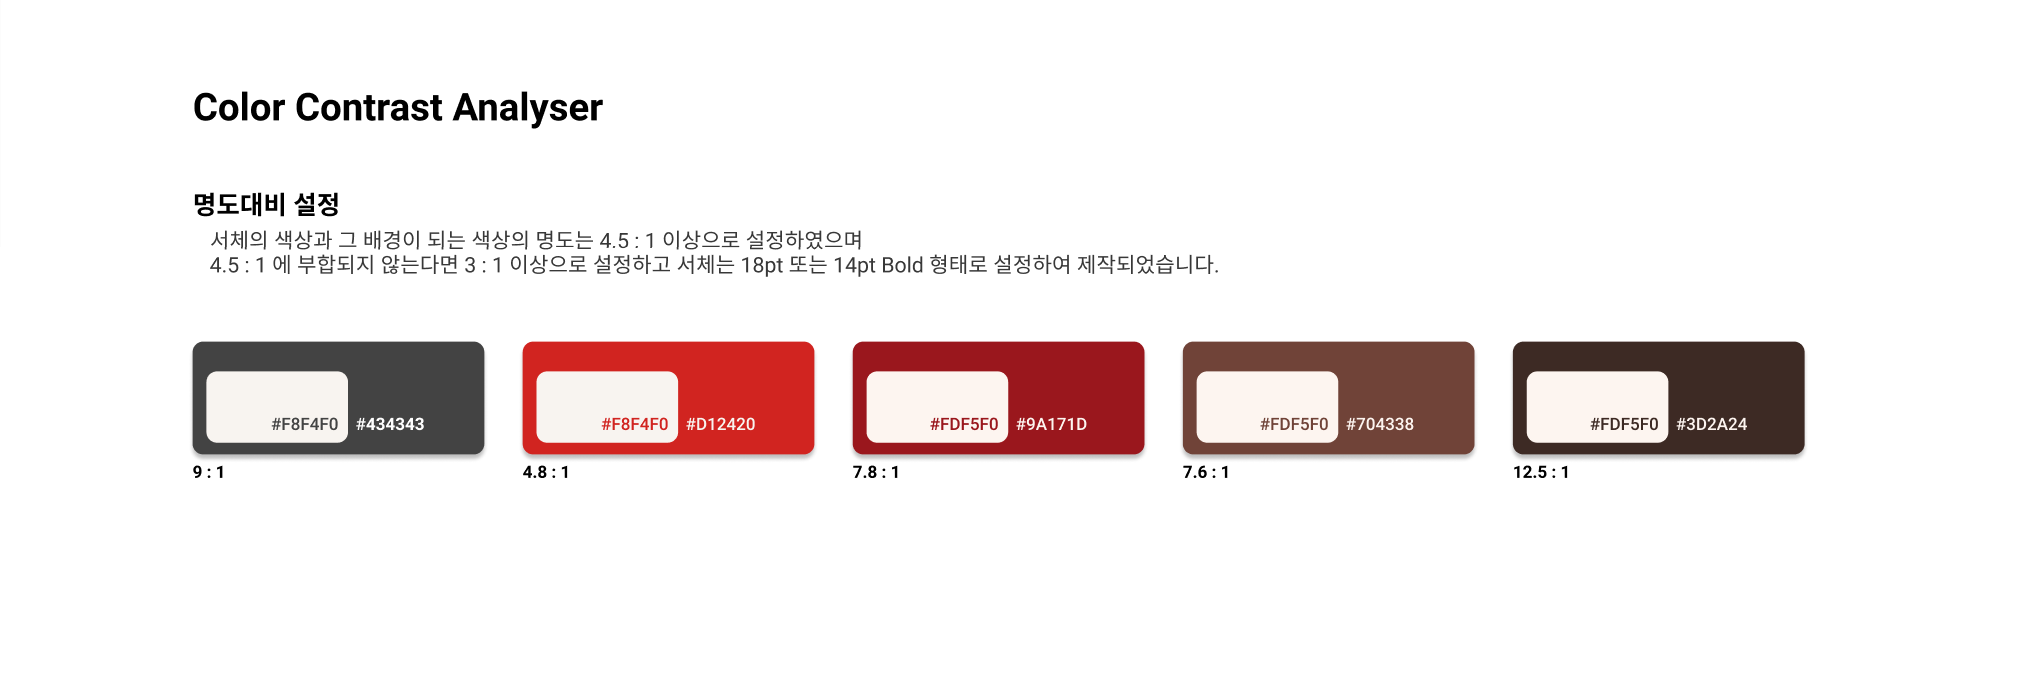 Color Contrast Analyser
명도대비 설정
서체의 색상과 그 배경이 되는 색상의 명도는 4.5 : 1 이상으로 설정하였으며
4.5 : 1 에 부합되지 않는다면 3 : 1 이상으로 설정하고 서체는 18pt 또는 14pt Bold 형태로 설정하여 제작되었습니다.
#F8F4F0 #434343
9 : 1
#F8F4F0 #D12420
4.8 : 1
#FDF5F0 #9A171D
7.8 : 1
#FDF5F0 #704338
7.6 : 1
#FDF5F0 #3D2A24
12.5 : 1